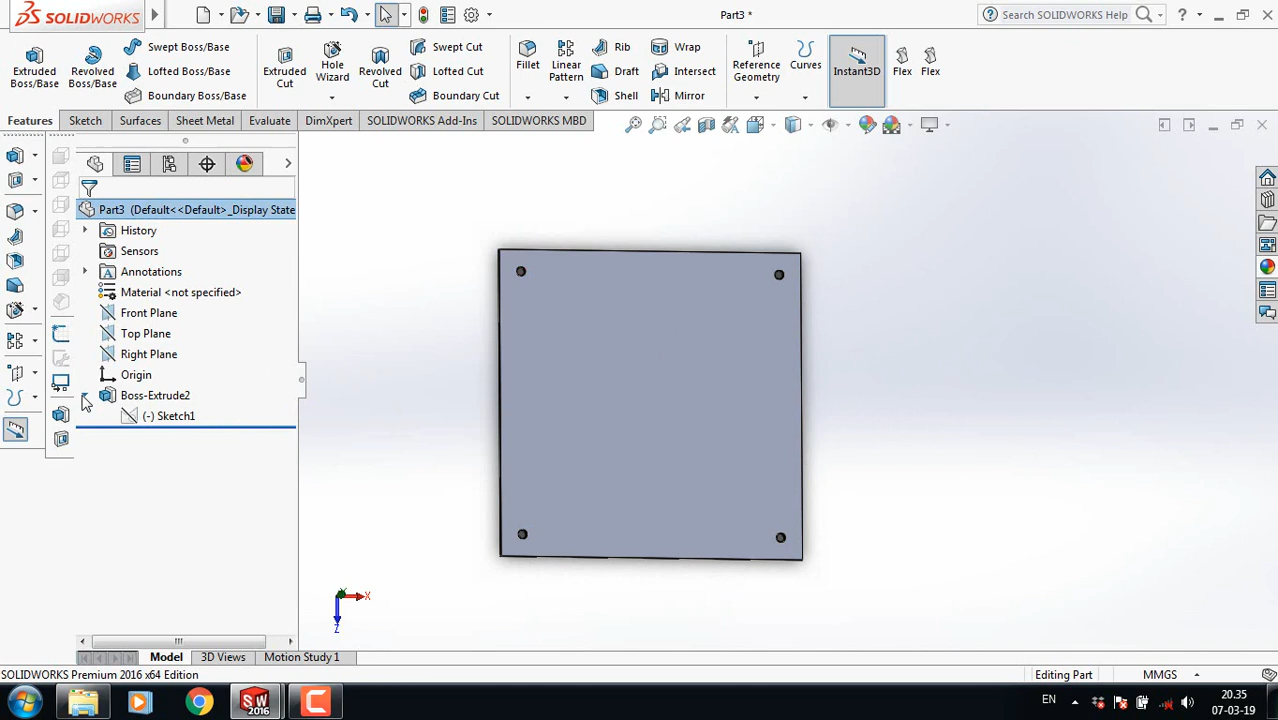 SOLIDWORKS
Part3 *
Search SOLIDWORKS Help
Extruded Boss/Base
Revolved Boss/Base
Swept Boss/Base
Lofted Boss/Base
Boundary Boss/Base
Extruded Cut
Hole Wizard
Revolved Cut
Swept Cut
Lofted Cut
Boundary Cut
Fillet
Linear Pattern
Rib
Draft
Shell
Wrap
Intersect
Mirror
Reference Geometry
Curves
Instant3D
Flex
Flex
Features
Sketch
Surfaces
Sheet Metal
Evaluate
DimXpert
SOLIDWORKS Add-Ins
SOLIDWORKS MBD
Part3 (Default<<Default>_Display State
History
Sensors
Annotations
Material <not specified>
Front Plane
Top Plane
Right Plane
Origin
Boss-Extrude2
(-) Sketch1
Y
X
Z
Model
3D Views
Motion Study 1
SOLIDWORKS Premium 2016 x64 Edition
Editing Part
MMGS
SW
2016
EN
20.35
07-03-19